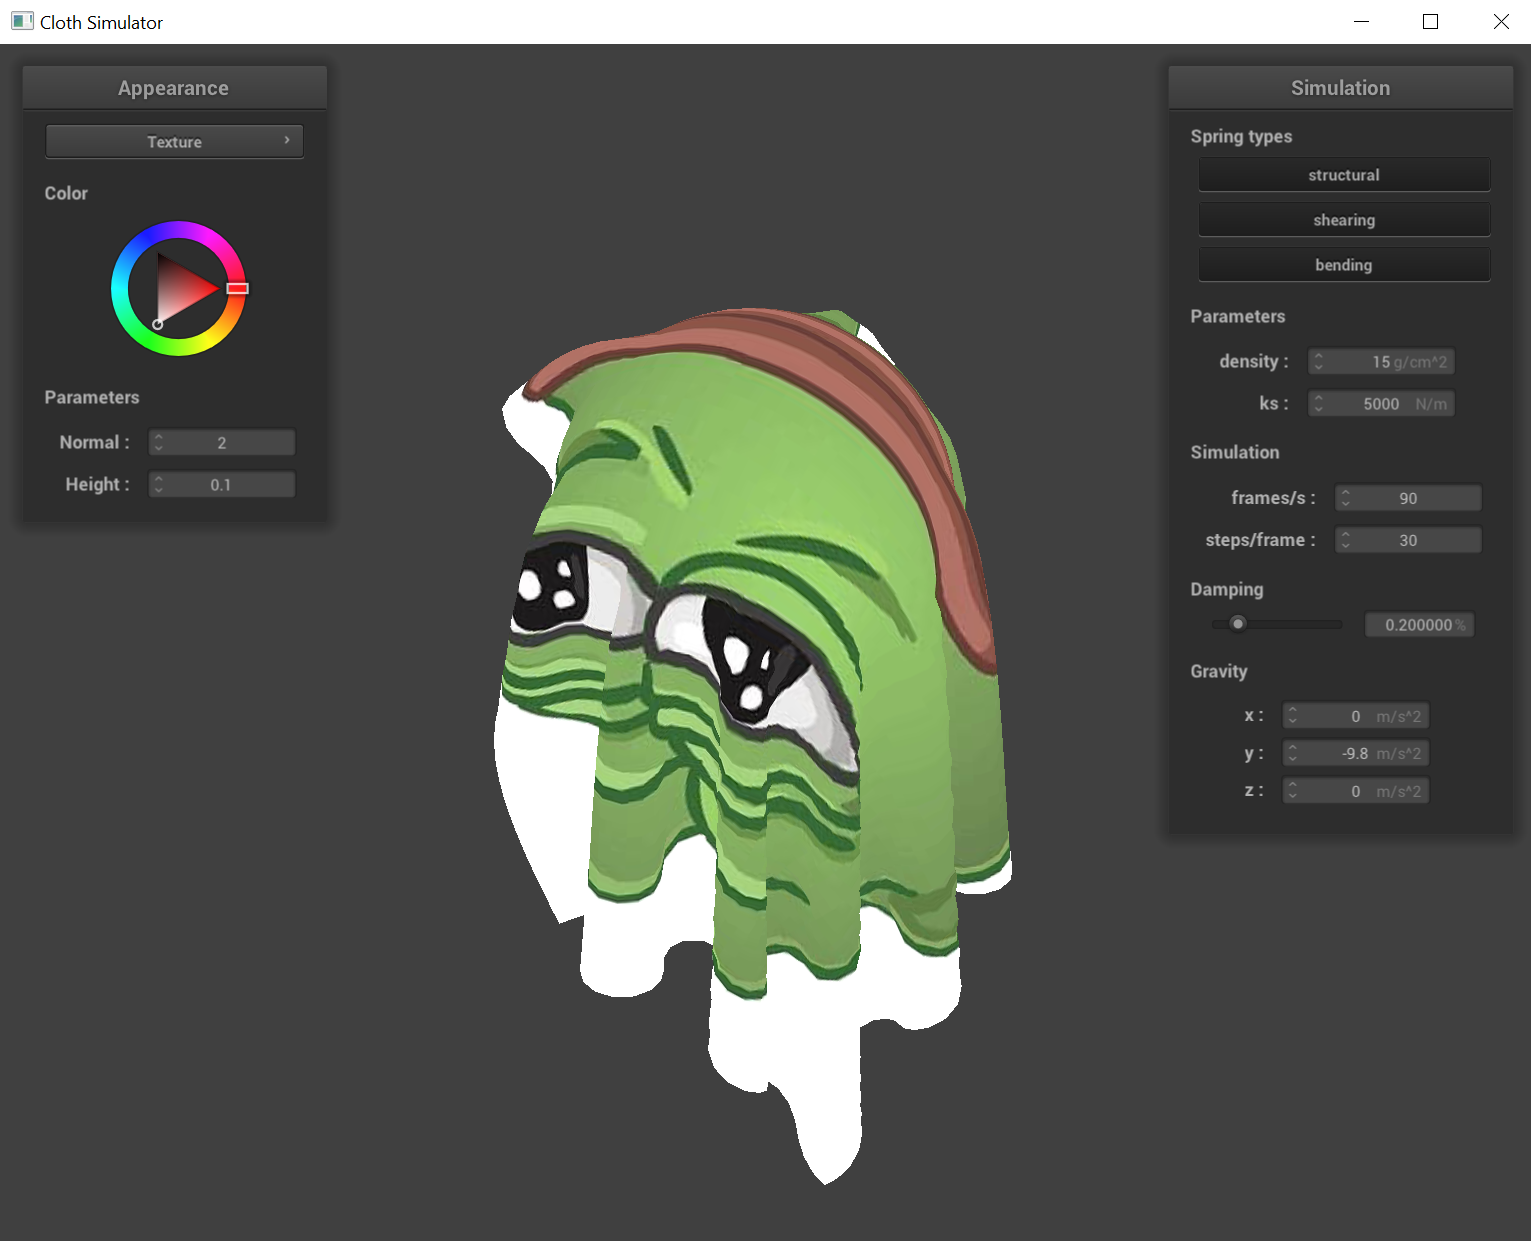 Cloth Simulator
Appearance
Texture
Color
Parameters
Normal : 2
Height : 0.1
Simulation
Spring types
structural
shearing
bending
Parameters
density : 15 g/cm^2
ks : 5000 N/m
Simulation
frames/s : 90
steps/frame : 30
Damping
0.200000 %
Gravity
x : 0 m/s^2
y : -9.8 m/s^2
z : 0 m/s^2